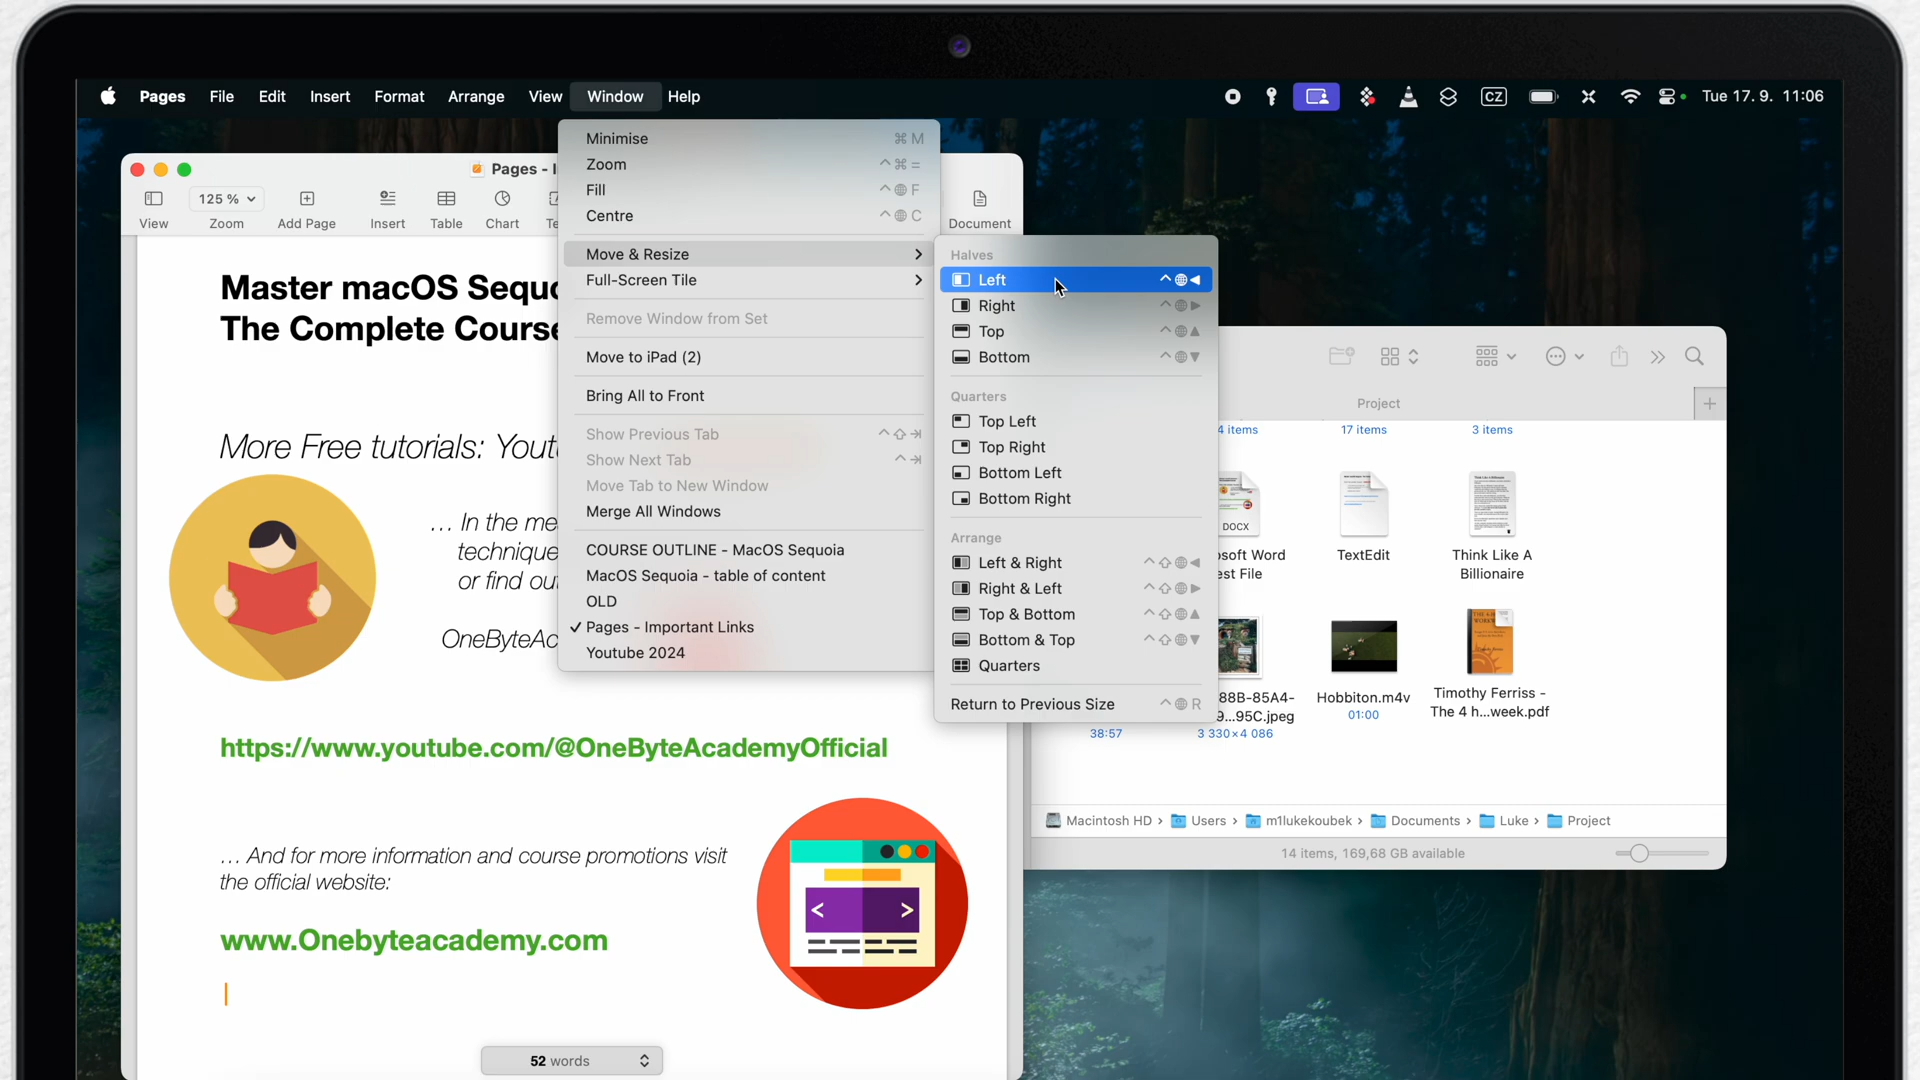 Pages File Edit Insert Format Arrange View Window Help
CZ Tue 17. 9. 11:06
Pages -
125 %
View Zoom Add Page Insert Table Chart Document
Master macOS Sequo
The Complete Course
More Free tutorials: Yout
... In the me
technique
or find ou
OneByteAc
https://www.youtube.com/@OneByteAcademyOfficial
... And for more information and course promotions visit
the official website:
www.Onebyteacademy.com
52 words
Minimise ⌘ M
Zoom ^ ⌘ =
Fill ^ F
Centre ^ C
Move & Resize
Full-Screen Tile
Remove Window from Set
Move to iPad (2)
Bring All to Front
Show Previous Tab
Show Next Tab
Move Tab to New Window
Merge All Windows
COURSE OUTLINE - MacOS Sequoia
MacOS Sequoia - table of content
OLD
✓ Pages - Important Links
Youtube 2024
Halves
Left
Right
Top
Bottom
Quarters
Top Left
Top Right
Bottom Left
Bottom Right
Arrange
Left & Right
Right & Left
Top & Bottom
Bottom & Top
Quarters
Return to Previous Size ^ R
Project
4 items 17 items 3 items
DOCX
osoft Word
est File
TextEdit
Think Like A
Billionaire
88B-85A4-
9...95C.jpeg
3 330×4 086
38:57
Hobbiton.m4v
01:00
Timothy Ferriss -
The 4 h...week.pdf
Macintosh HD › Users › m1lukekoubek › Documents › Luke › Project
14 items, 169,68 GB available